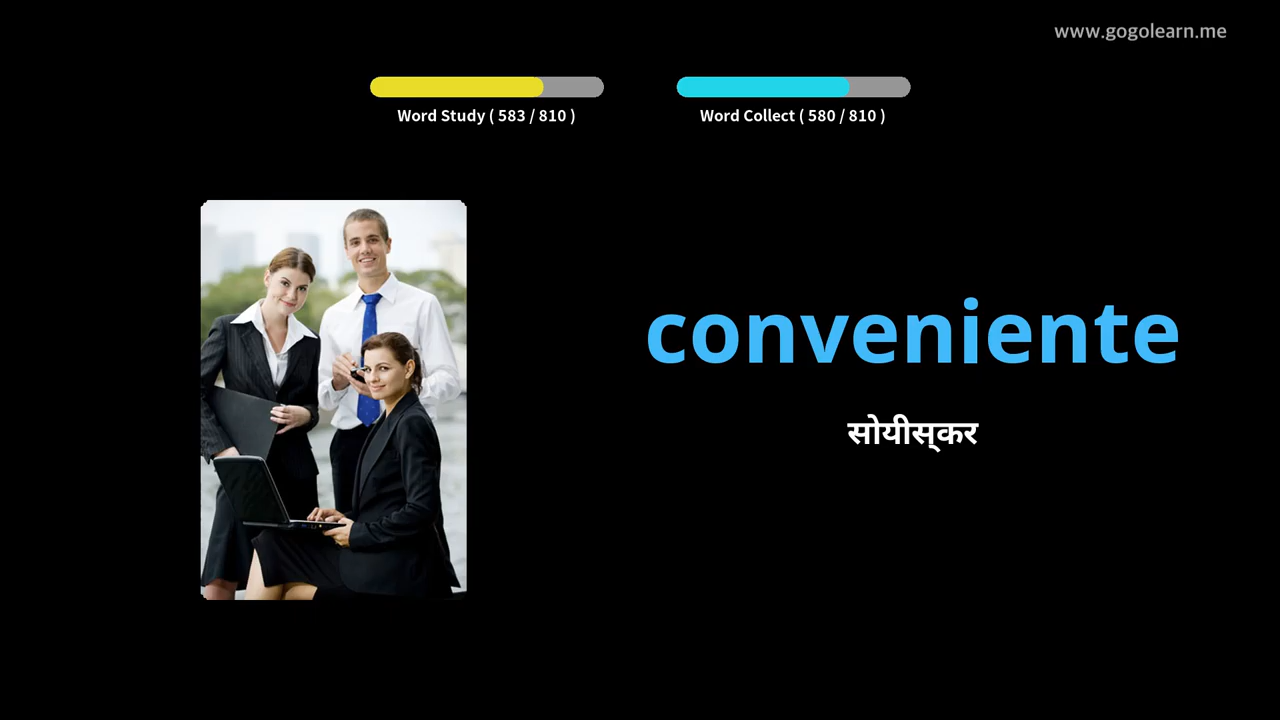 www.gogolearn.me
Word Study ( 583 / 810 )
Word Collect ( 580 / 810 )
conveniente
सोयीस्कर